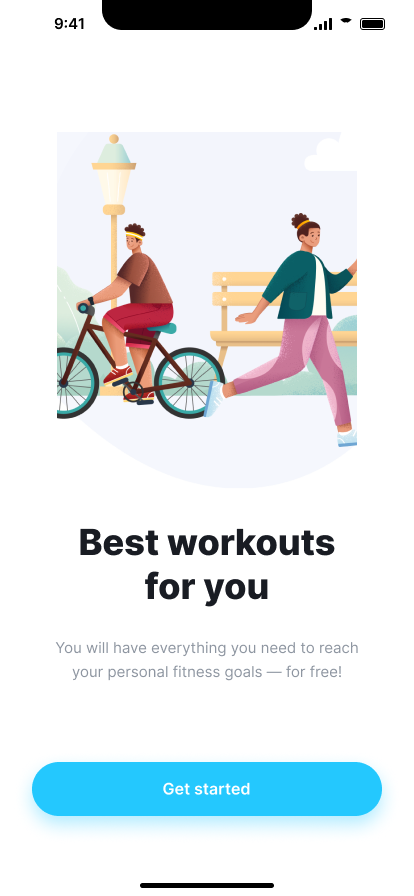 9:41
Best workouts
for you
You will have everything you need to reach
your personal fitness goals — for free!
Get started